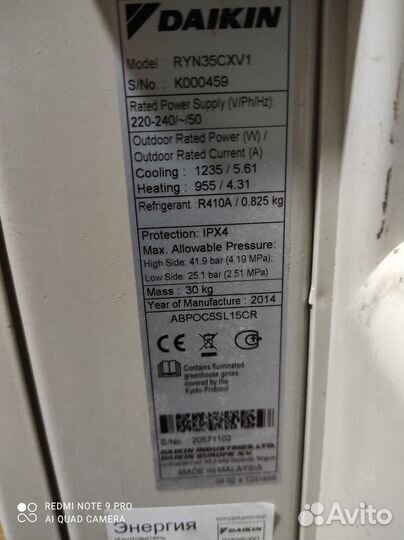 DAIKIN
Model : RYN35CXV1
S/No. : K000459
Rated Power Supply (V/Ph/Hz):
220-240/~/50
Outdoor Rated Power (W) /
Outdoor Rated Current (A)
Cooling : 1235 / 5.61
Heating : 955 / 4.31
Refrigerant : R410A / 0.825 kg
Protection: IPX4
Max. Allowable Pressure:
High Side: 41.9 bar (4.19 MPa)
Low Side: 25.1 bar (2.51 MPa)
Mass : 30 kg
Year of Manufacture : 2014
ABPOC5SL15CR
CE
Contains fluorinated
greenhouse gases
covered by the
Kyoto Protocol
S/No : 20571102
DAIKIN INDUSTRIES LTD.
DAIKIN EUROPE N.V.
MADE IN MALAYSIA
REDMI NOTE 9 PRO
AI QUAD CAMERA
Энергия
Изготовитель
кондиционер
DAIKIN
Avito